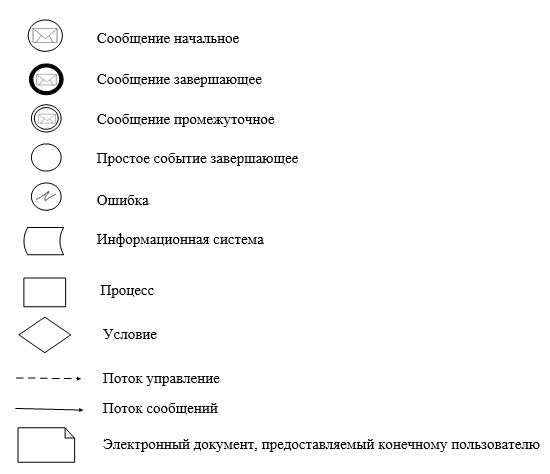 Сообщение начальное
Сообщение завершающее
Сообщение промежуточное
Простое событие завершающее
Ошибка
Информационная система
Процесс
Условие
Поток управление
Поток сообщений
Электронный документ, предоставляемый конечному пользователю